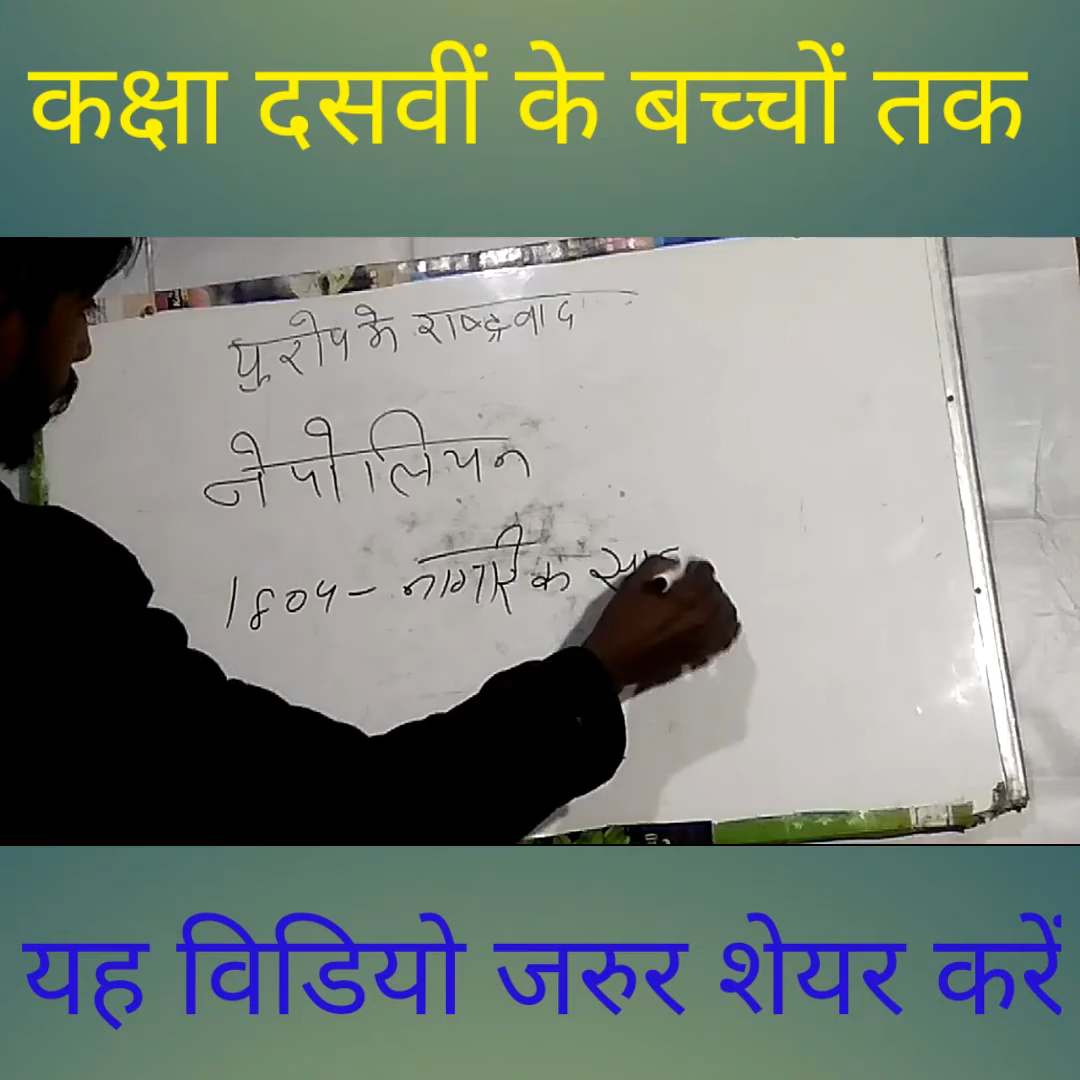 कक्षा दसवीं के बच्चों तक
युरोप मे राष्ट्रवाद
नेपोलियन
1804- नागरिक
यह विडियो जरुर शेयर करें